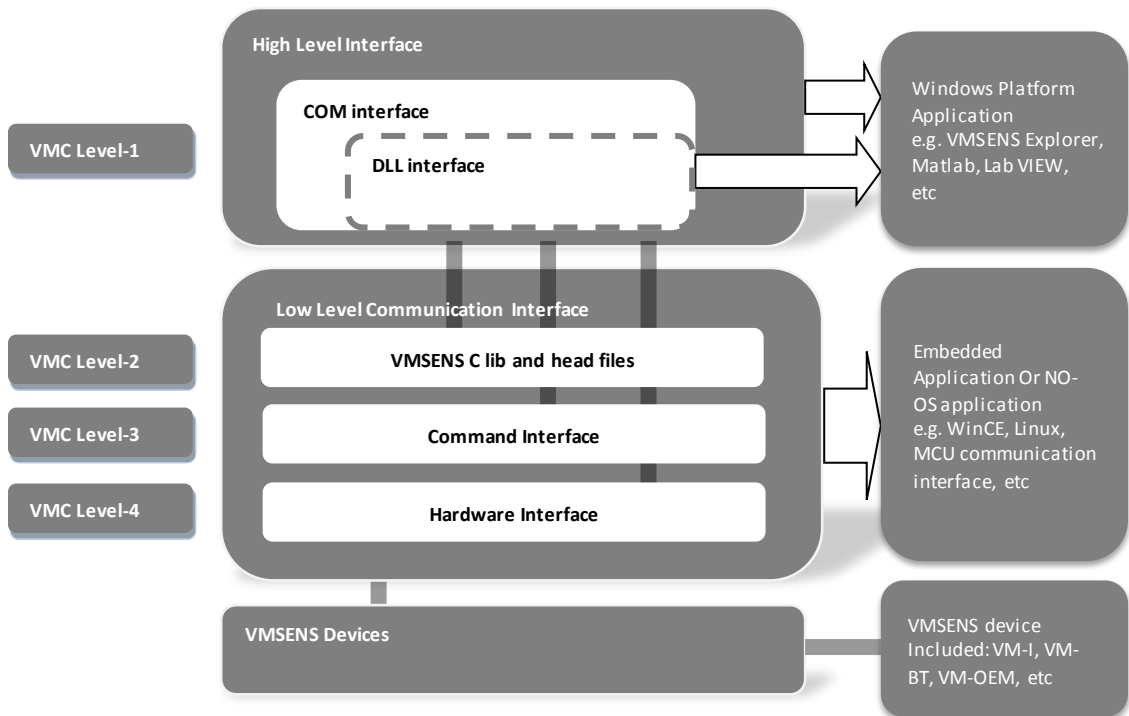 High Level Interface
COM interface
DLL interface
VMC Level-1
Windows Platform
Application
e.g. VMSENS Explorer,
Matlab, Lab VIEW,
etc
Low Level Communication Interface
VMC Level-2
VMSENS C lib and head files
VMC Level-3
Command Interface
VMC Level-4
Hardware Interface
Embedded
Application Or NO-
OS application
e.g. WinCE, Linux,
MCU communication
interface, etc
VMSENS Devices
VMSENS device
Included: VM-I, VM-
BT, VM-OEM, etc